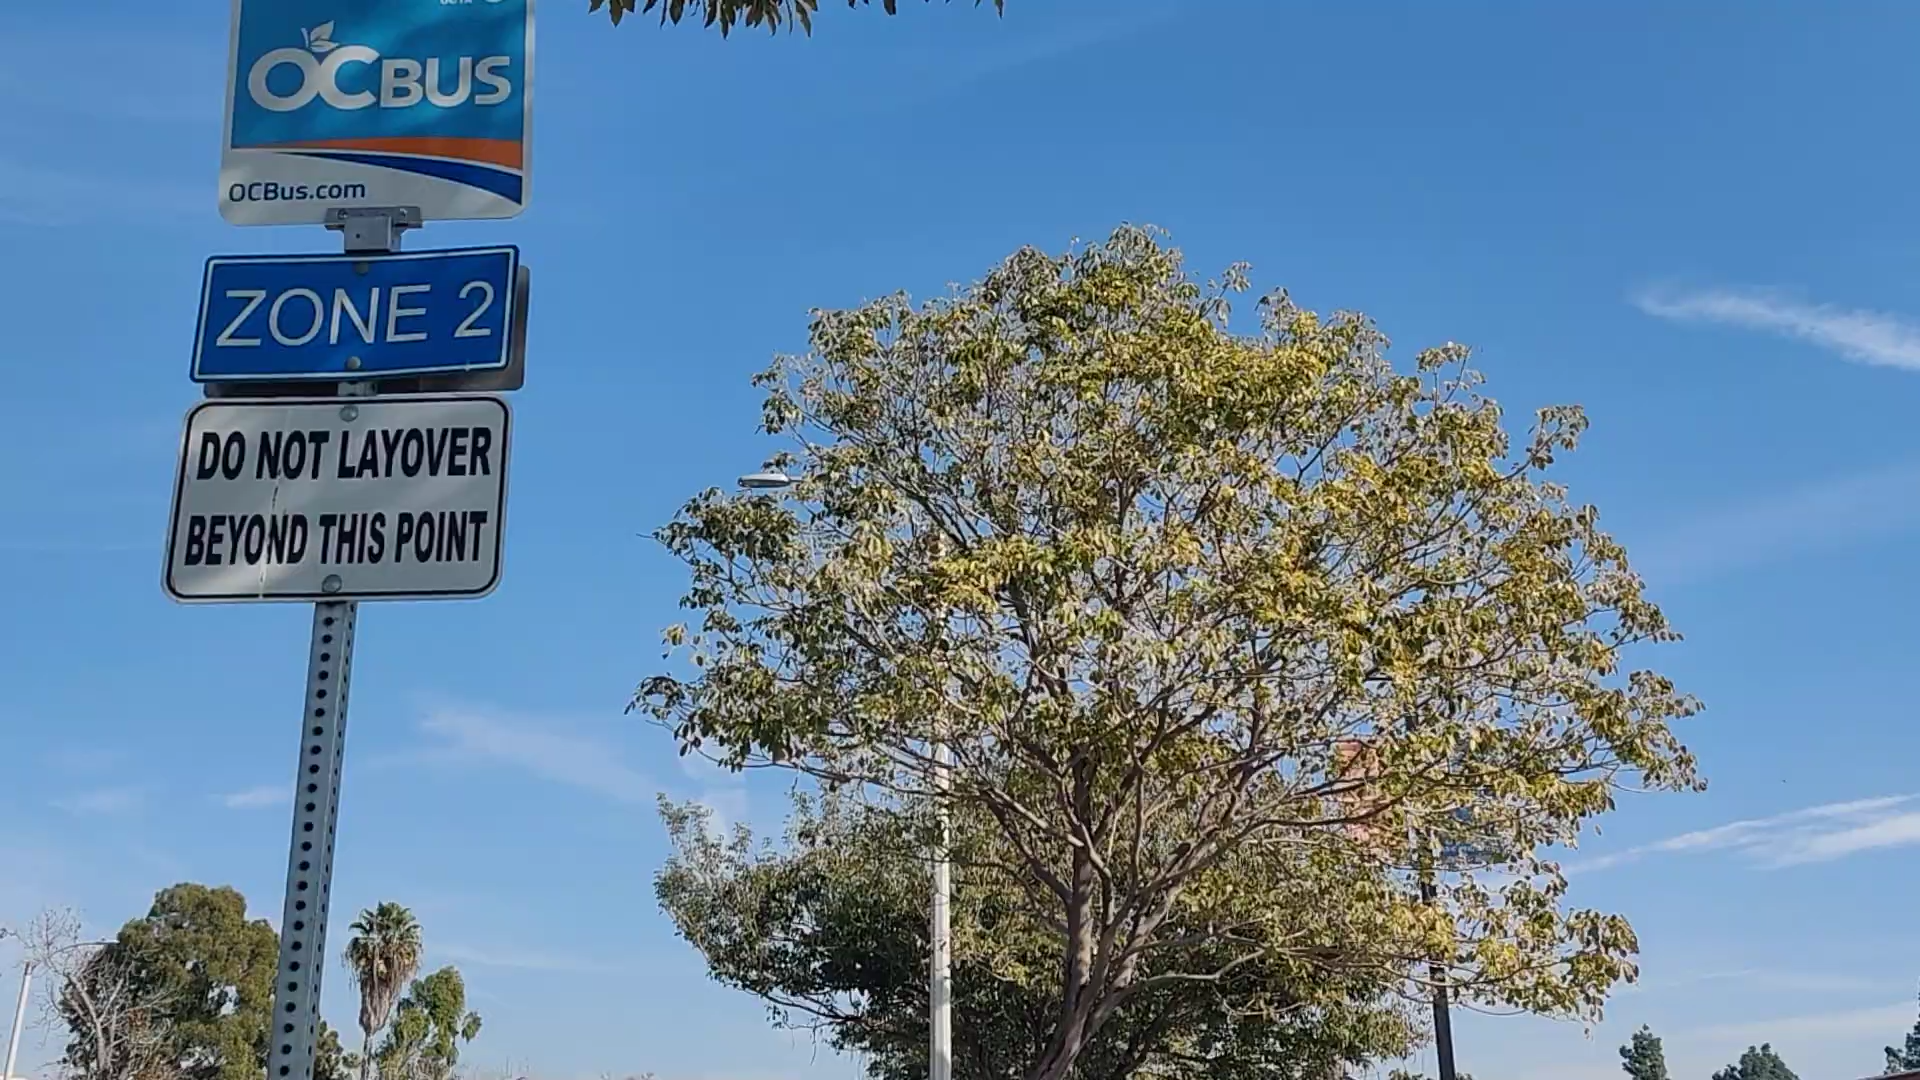 OCBUS
OCBus.com
ZONE 2
DO NOT LAYOVER
BEYOND THIS POINT